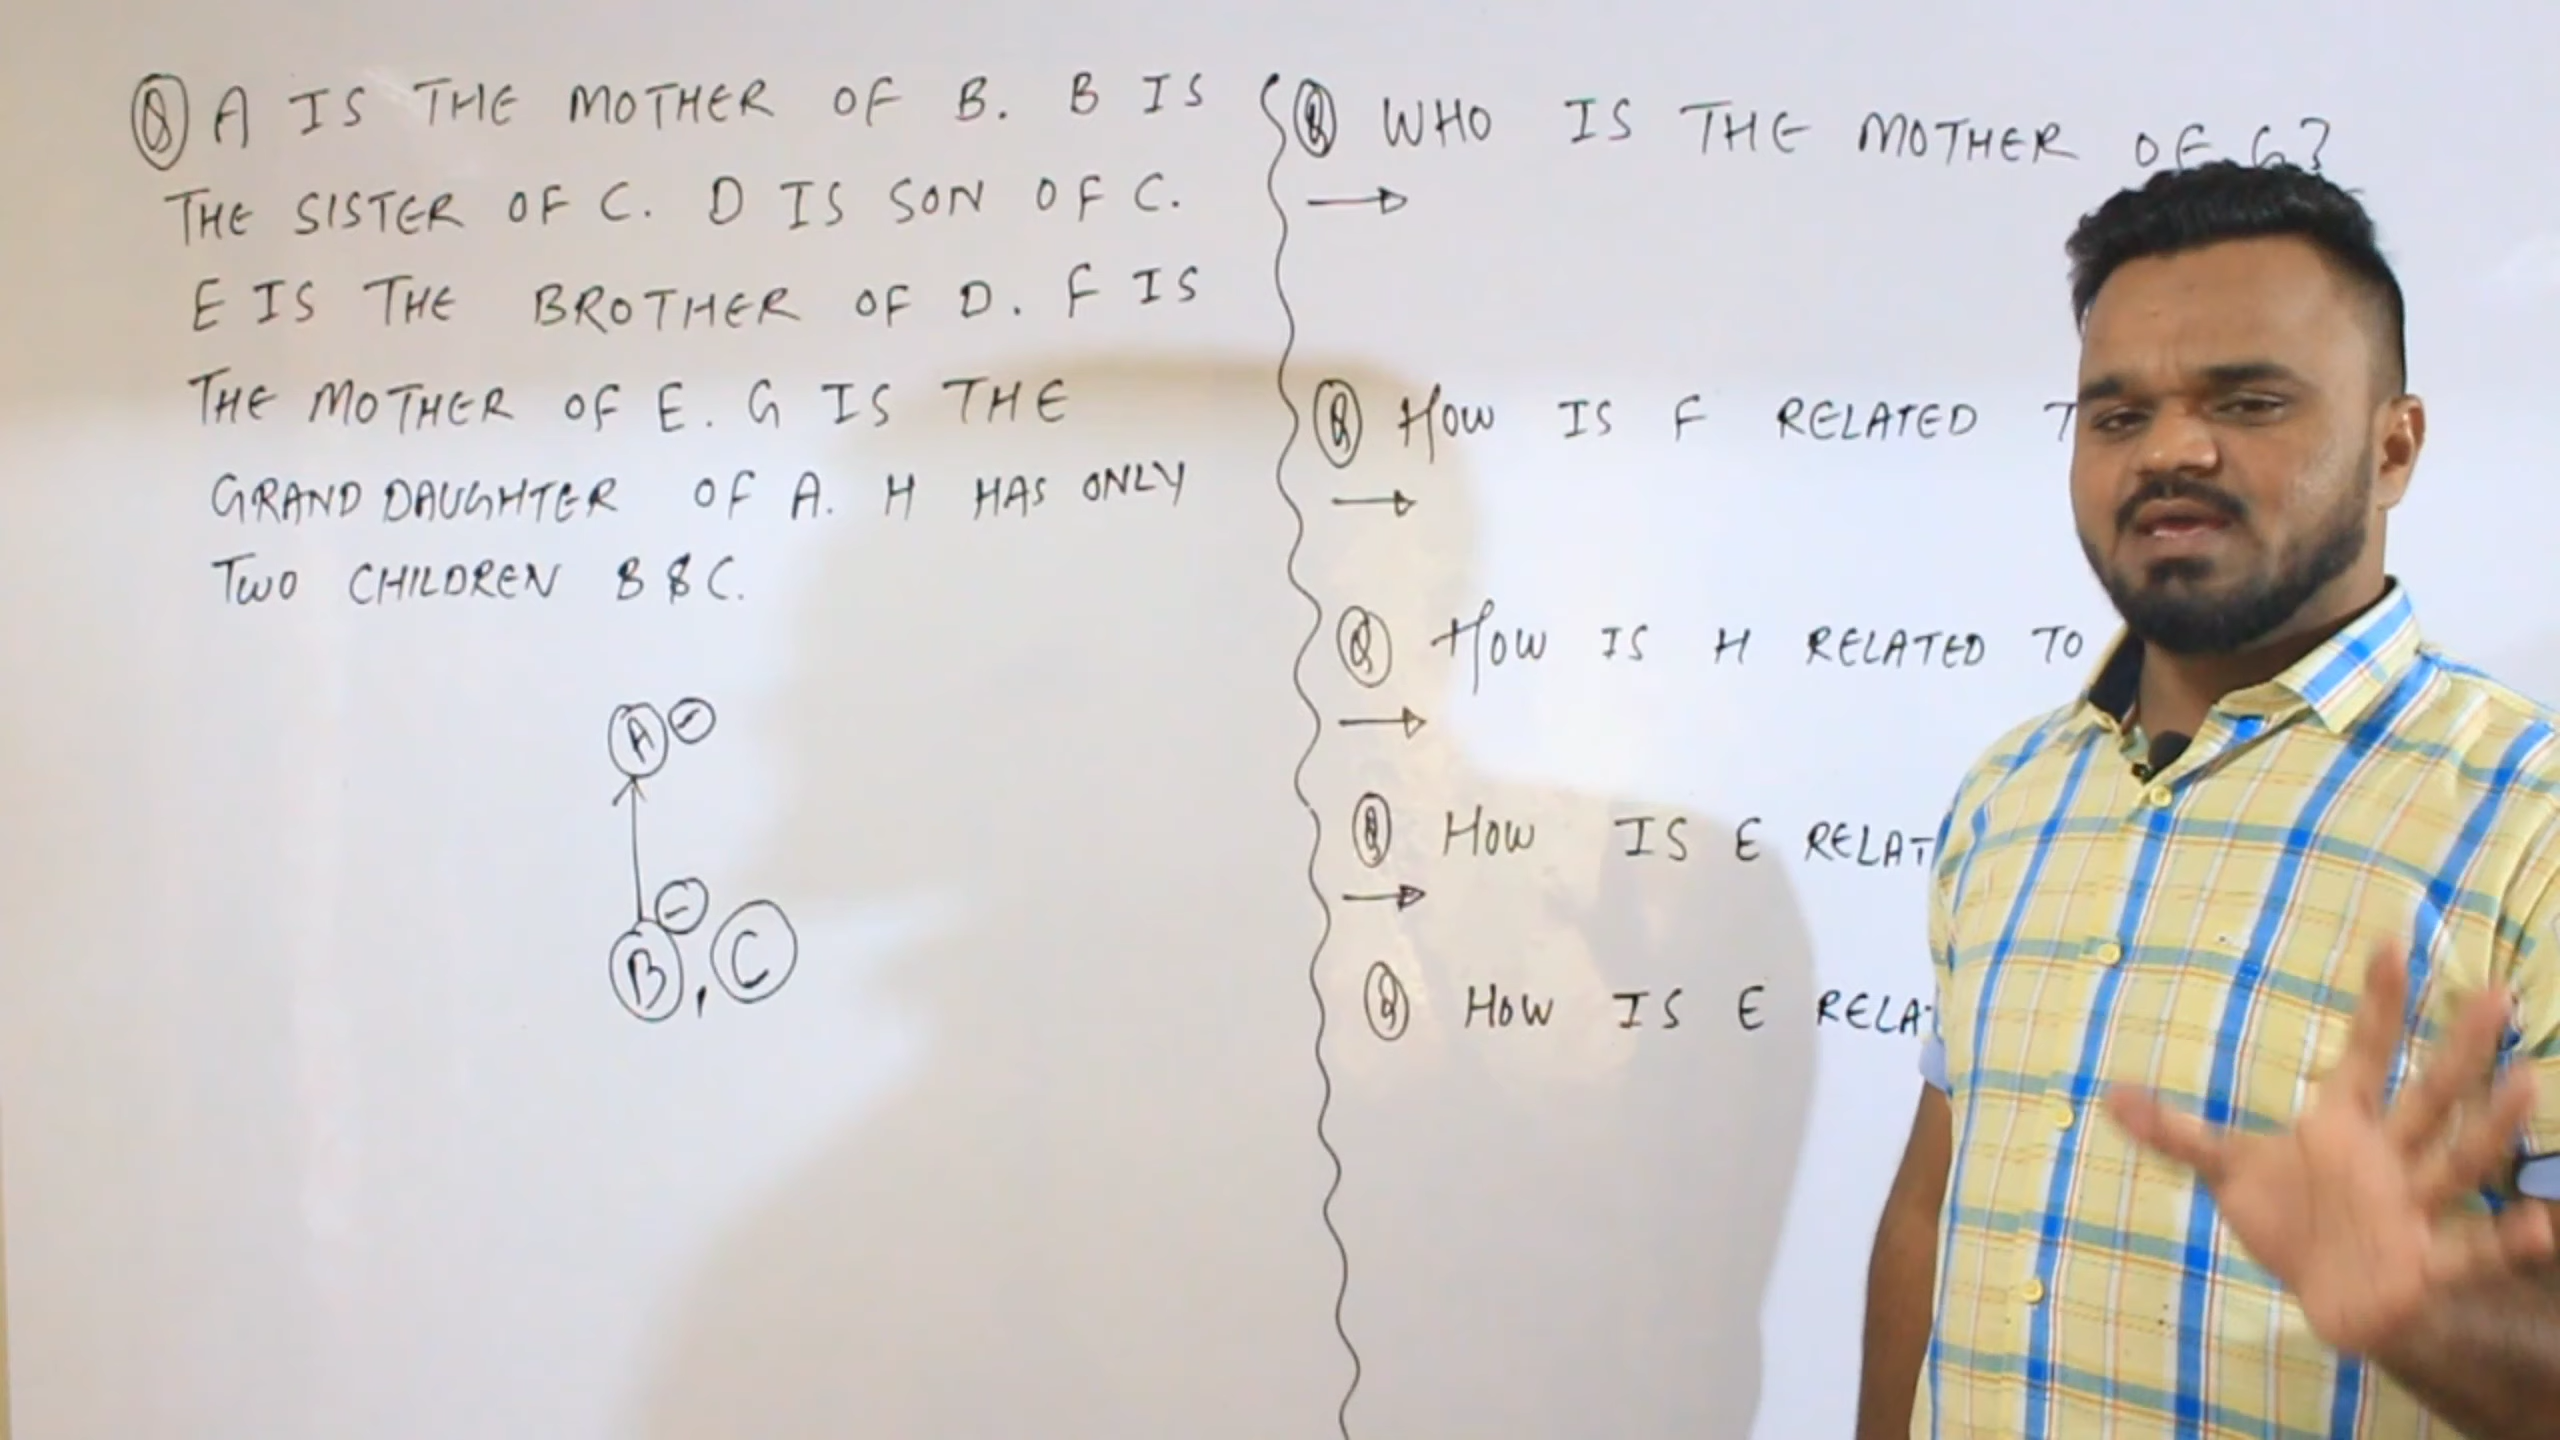 Q A IS THE MOTHER OF B. B IS
THE SISTER OF C. D IS SON OF C.
E IS THE BROTHER OF D. F IS
THE MOTHER OF E. G IS THE
GRAND DAUGHTER OF A. H HAS ONLY
TWO CHILDREN B & C.
A −
B − , C
Q WHO IS THE MOTHER OF G?
Q HOW IS F RELATED
Q HOW IS H RELATED TO
Q HOW IS E
Q HOW IS E